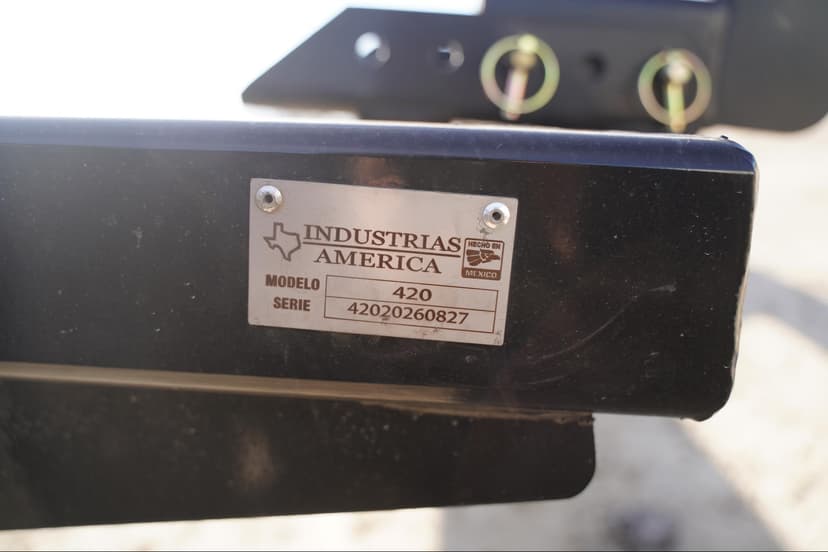 INDUSTRIAS
AMERICA
HECHO EN
MEXICO
MODELO 420
SERIE 42020260827